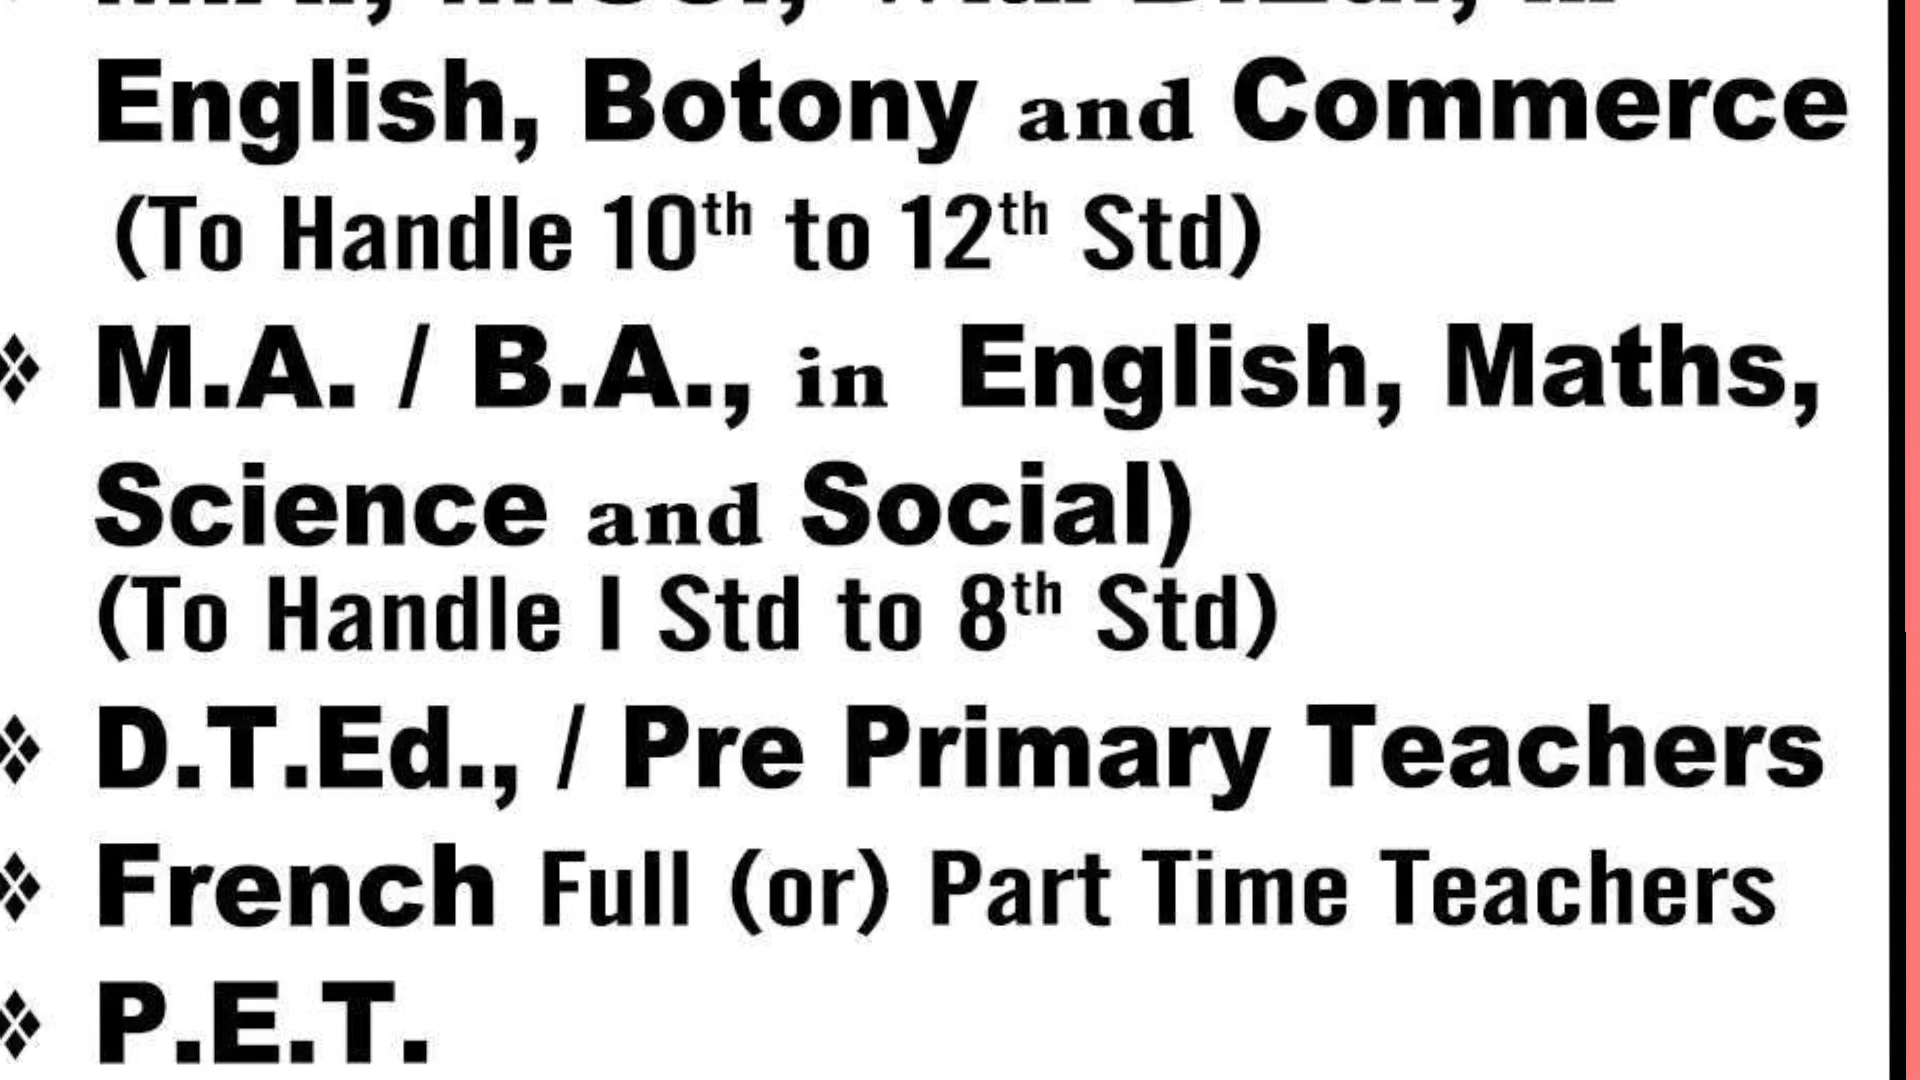 English, Botony and Commerce
(To Handle 10th to 12th Std)
❖ M.A. / B.A., in English, Maths,
Science and Social)
(To Handle I Std to 8th Std)
❖ D.T.Ed., / Pre Primary Teachers
❖ French Full (or) Part Time Teachers
❖ P.E.T.